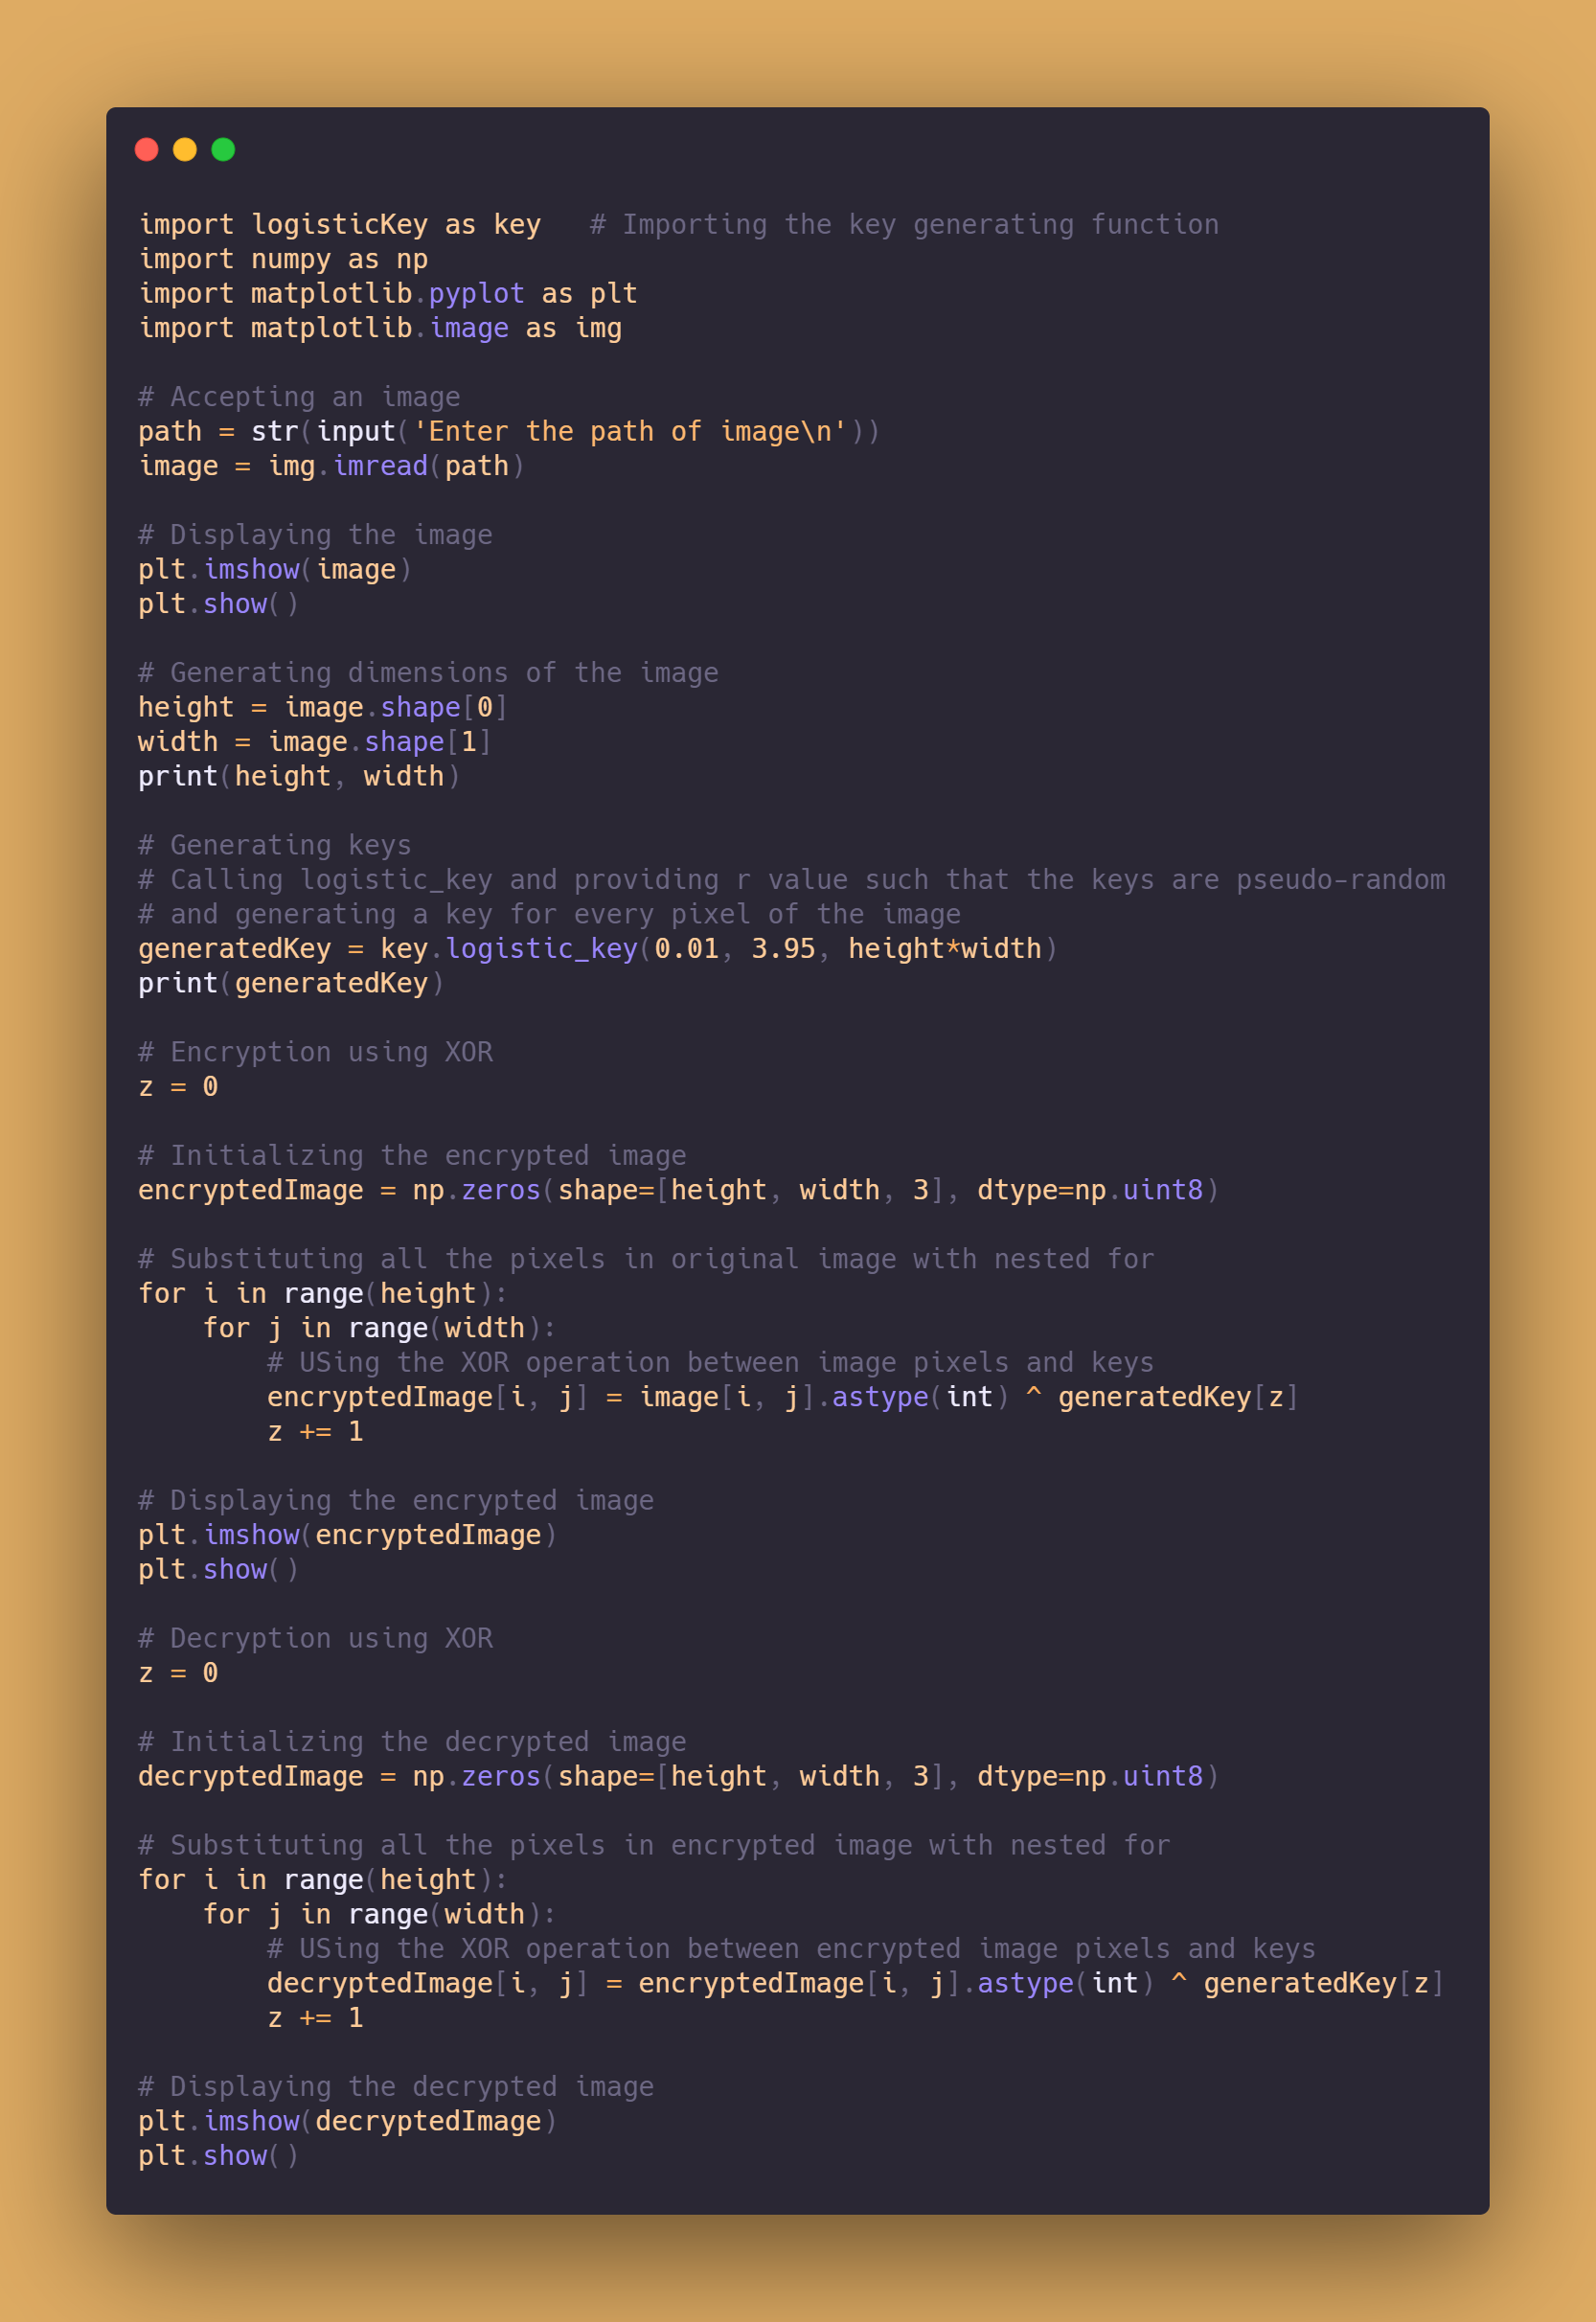 import logisticKey as key   # Importing the key generating function
import numpy as np
import matplotlib.pyplot as plt
import matplotlib.image as img

# Accepting an image
path = str(input('Enter the path of image\n'))
image = img.imread(path)

# Displaying the image
plt.imshow(image)
plt.show()

# Generating dimensions of the image
height = image.shape[0]
width = image.shape[1]
print(height, width)

# Generating keys
# Calling logistic_key and providing r value such that the keys are pseudo-random
# and generating a key for every pixel of the image
generatedKey = key.logistic_key(0.01, 3.95, height*width)
print(generatedKey)

# Encryption using XOR
z = 0

# Initializing the encrypted image
encryptedImage = np.zeros(shape=[height, width, 3], dtype=np.uint8)

# Substituting all the pixels in original image with nested for
for i in range(height):
    for j in range(width):
        # USing the XOR operation between image pixels and keys
        encryptedImage[i, j] = image[i, j].astype(int) ^ generatedKey[z]
        z += 1

# Displaying the encrypted image
plt.imshow(encryptedImage)
plt.show()

# Decryption using XOR
z = 0

# Initializing the decrypted image
decryptedImage = np.zeros(shape=[height, width, 3], dtype=np.uint8)

# Substituting all the pixels in encrypted image with nested for
for i in range(height):
    for j in range(width):
        # USing the XOR operation between encrypted image pixels and keys
        decryptedImage[i, j] = encryptedImage[i, j].astype(int) ^ generatedKey[z]
        z += 1

# Displaying the decrypted image
plt.imshow(decryptedImage)
plt.show()